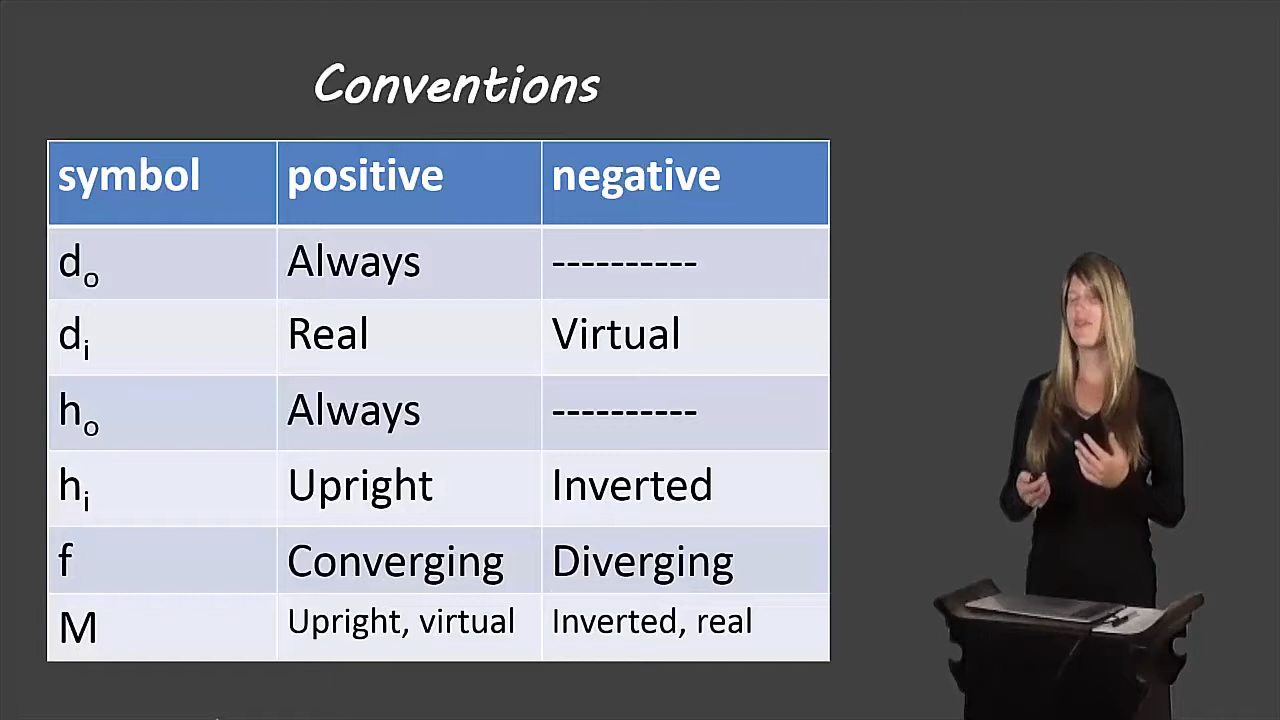 Conventions
symbol positive negative
do Always ----------
di Real Virtual
ho Always ----------
hi Upright Inverted
f Converging Diverging
M Upright, virtual Inverted, real